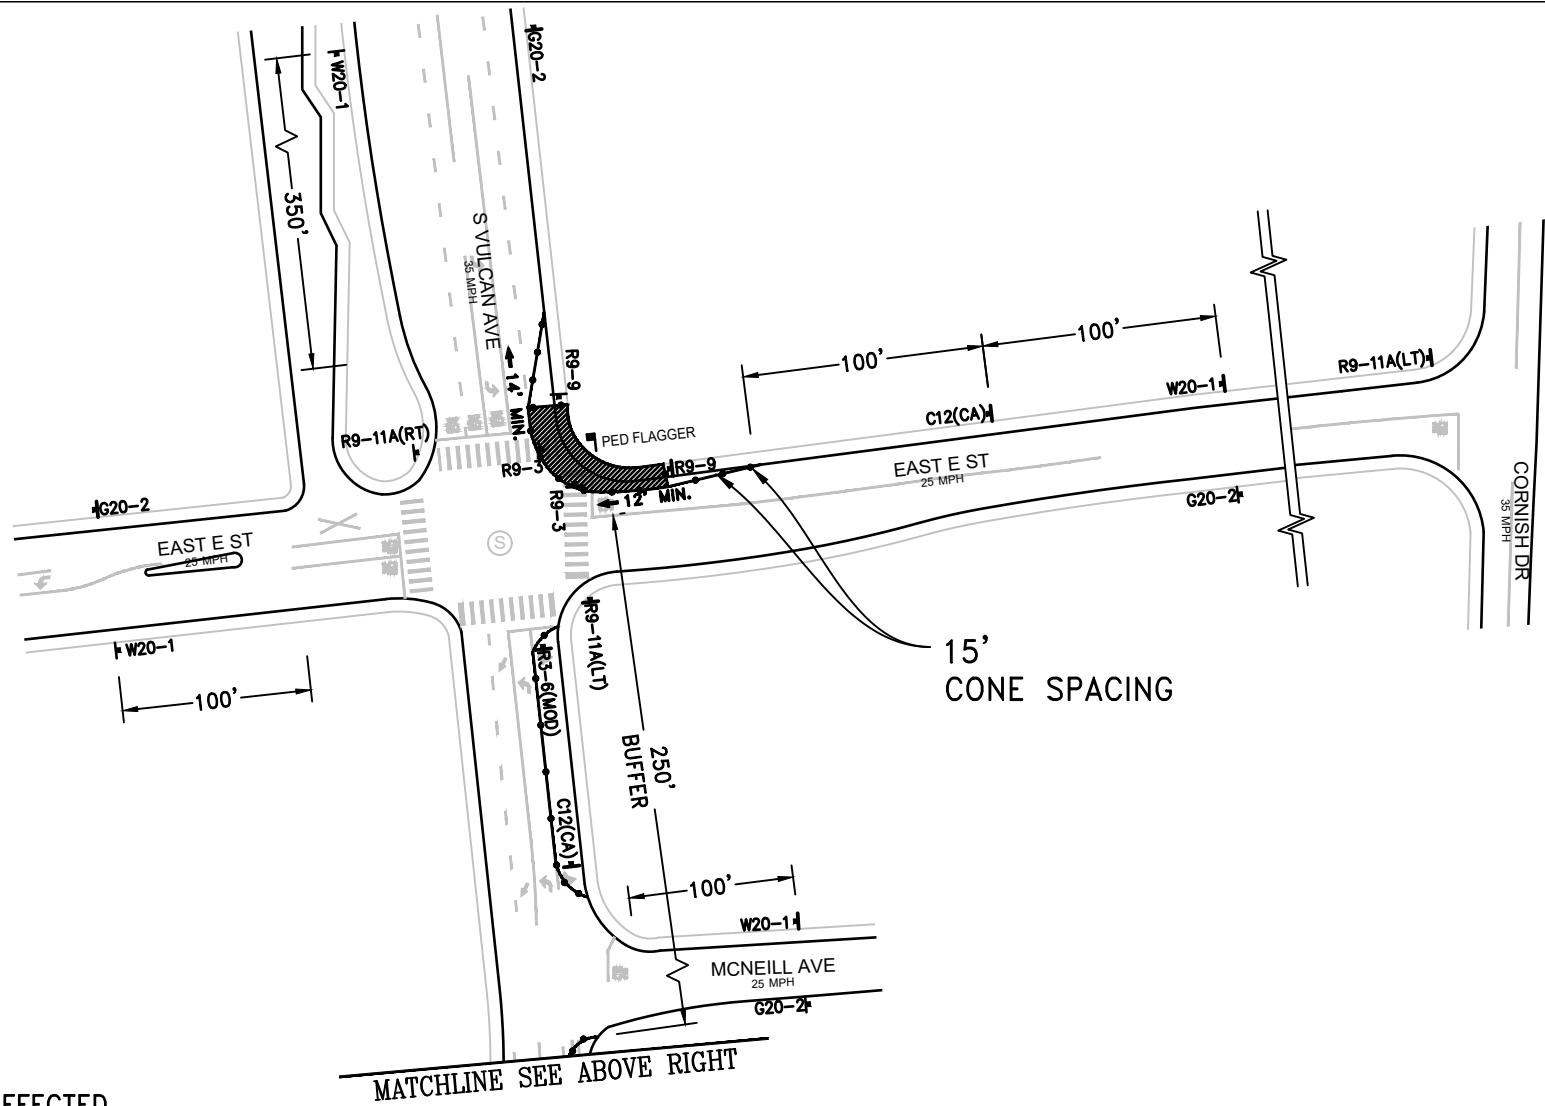 G20-2
W20-1
350'
S VULCAN AVE
35 MPH
14' MIN.
R9-9
PED FLAGGER
R9-11A(RT)
R9-3
R9-3
R9-9
12' MIN.
100'
100'
C12(CA)
W20-1
R9-11A(LT)
EAST E ST
25 MPH
G20-2
CORNISH DR
35 MPH
G20-2
EAST E ST
25 MPH
S
W20-1
100'
15'
CONE SPACING
R9-11A(LT)
R3-6(MOD)
250'
BUFFER
C12(CA)
100'
W20-1
MCNEILL AVE
25 MPH
G20-2
MATCHLINE SEE ABOVE RIGHT